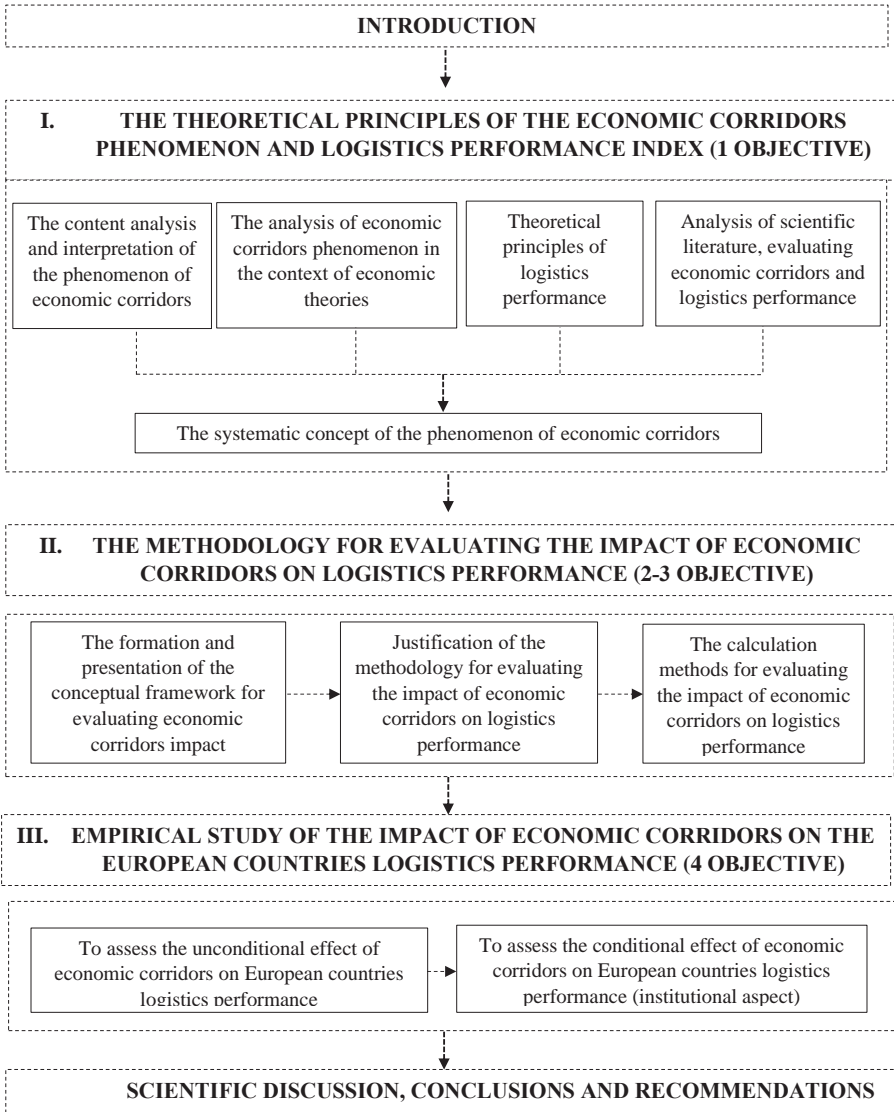 INTRODUCTION
I. THE THEORETICAL PRINCIPLES OF THE ECONOMIC CORRIDORS
PHENOMENON AND LOGISTICS PERFORMANCE INDEX (1 OBJECTIVE)
The content analysis
and interpretation of
the phenomenon of
economic corridors
The analysis of economic
corridors phenomenon in
the context of economic
theories
Theoretical
principles of
logistics
performance
Analysis of scientific
literature, evaluating
economic corridors and
logistics performance
The systematic concept of the phenomenon of economic corridors
II. THE METHODOLOGY FOR EVALUATING THE IMPACT OF ECONOMIC
CORRIDORS ON LOGISTICS PERFORMANCE (2-3 OBJECTIVE)
The formation and
presentation of the
conceptual framework for
evaluating economic
corridors impact
Justification of the
methodology for evaluating
the impact of economic
corridors on logistics
performance
The calculation
methods for evaluating
the impact of economic
corridors on logistics
performance
III. EMPIRICAL STUDY OF THE IMPACT OF ECONOMIC CORRIDORS ON THE
EUROPEAN COUNTRIES LOGISTICS PERFORMANCE (4 OBJECTIVE)
To assess the unconditional effect of
economic corridors on European countries
logistics performance
To assess the conditional effect of economic
corridors on European countries logistics
performance (institutional aspect)
SCIENTIFIC DISCUSSION, CONCLUSIONS AND RECOMMENDATIONS